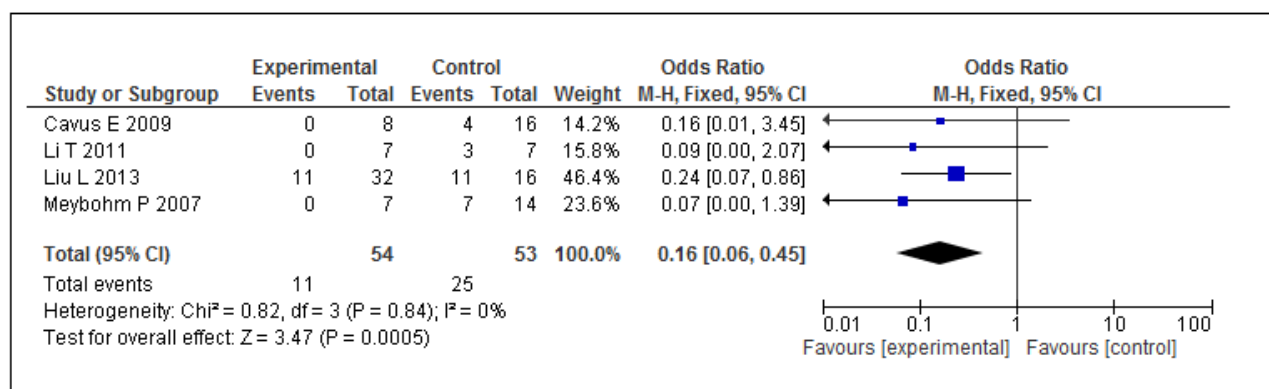 Experimental Control Odds Ratio Odds Ratio
Study or Subgroup Events Total Events Total Weight M-H, Fixed, 95% CI M-H, Fixed, 95% CI
Cavus E 2009 0 8 4 16 14.2% 0.16 [0.01, 3.45]
Li T 2011 0 7 3 7 15.8% 0.09 [0.00, 2.07]
Liu L 2013 11 32 11 16 46.4% 0.24 [0.07, 0.86]
Meybohm P 2007 0 7 7 14 23.6% 0.07 [0.00, 1.39]
Total (95% CI) 54 53 100.0% 0.16 [0.06, 0.45]
Total events 11 25
Heterogeneity: Chi² = 0.82, df = 3 (P = 0.84); I² = 0%
Test for overall effect: Z = 3.47 (P = 0.0005)
0.01 0.1 1 10 100
Favours [experimental] Favours [control]